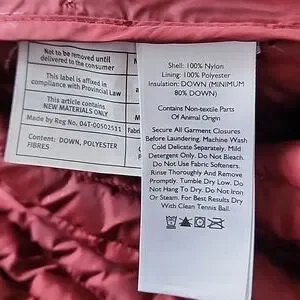 Not to be removed until
delivered to the consumer
This label is affixed in
compliance with Provincial Law
This article contains
NEW MATERIALS ONLY
Made by Reg No. 04T-00502511
Content: DOWN, POLYESTER
FIBRES
Shell: 100% Nylon
Lining: 100% Polyester
Insulation: DOWN (MINIMUM
80% DOWN)
Contains Non-textile Parts
Of Animal Origin
Secure All Garment Closures
Before Laundering. Machine Wash
Cold Delicate Separately. Mild
Detergent Only. Do Not Bleach.
Do Not Use Fabric Softeners.
Rinse Thoroughly And Remove
Promptly. Tumble Dry Low. Do
Not Hang To Dry. Do Not Iron
Or Steam. For Best Results Dry
With Clean Tennis Ball.